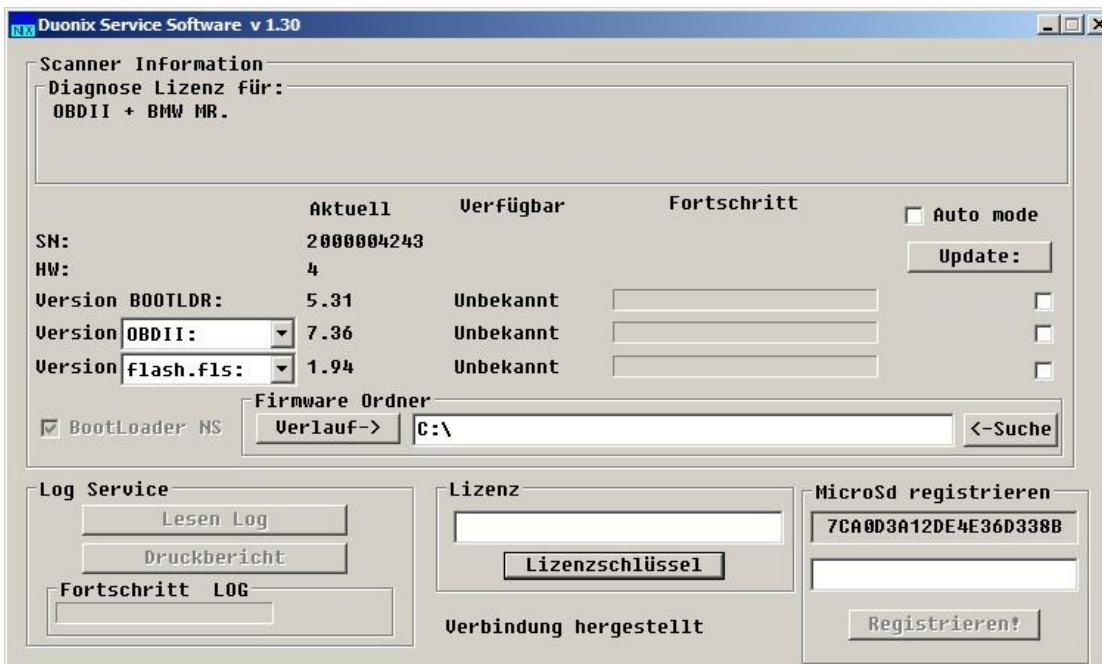 NX Duonix Service Software v 1.30
Scanner Information
Diagnose Lizenz für:
OBDII + BMW MR.
Aktuell Verfügbar Fortschritt Auto mode
SN: 2000004243
HW: 4 Update:
Version BOOTLDR: 5.31 Unbekannt
Version OBDII: 7.36 Unbekannt
Version flash.fls: 1.94 Unbekannt
Firmware Ordner
BootLoader NS Verlauf-> C:\ <-Suche
Log Service Lizenz MicroSd registrieren
Lesen Log 7CA0D3A12DE4E36D338B
Druckbericht Lizenzschlüssel
Fortschritt LOG
Verbindung hergestellt Registrieren!